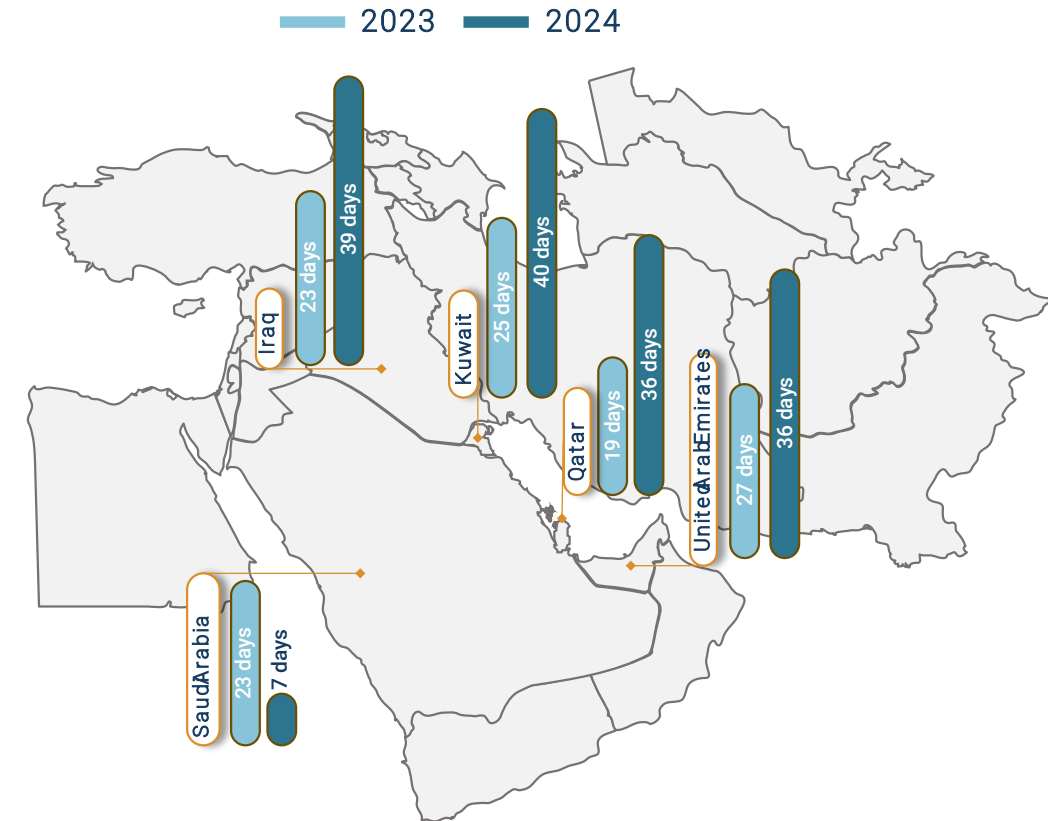 2023 2024
Iraq
23 days
39 days
Kuwait
25 days
40 days
Qatar
19 days
36 days
United Arab Emirates
27 days
36 days
Saudi Arabia
23 days
7 days